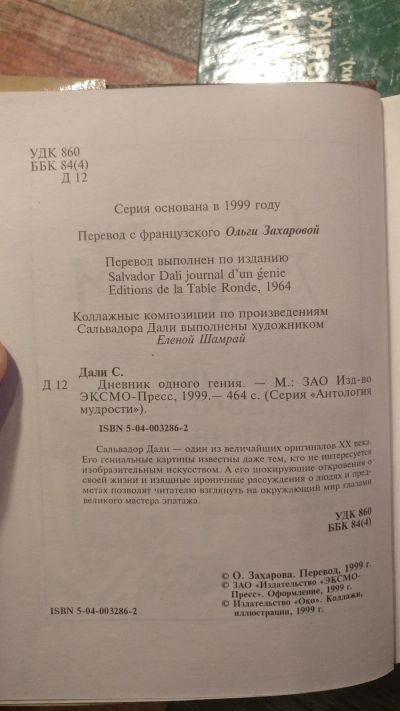 ЗЫКА
их).
УДК 860
ББК 84(4)
Д 12
Серия основана в 1999 году
Перевод с французского Ольги Захаровой
Перевод выполнен по изданию
Salvador Dali journal d'un génie
Editions de la Table Ronde, 1964
Коллажные композиции по произведениям
Сальвадора Дали выполнены художником
Еленой Шамрай
Дали С.
Д 12 Дневник одного гения. — М.: ЗАО Изд-во
ЭКСМО-Пресс, 1999.— 464 с. (Серия «Антология
мудрости»).
ISBN 5-04-003286-2
Сальвадор Дали — один из величайших оригиналов XX века.
Его гениальные картины известны даже тем, кто не интересуется
изобразительным искусством. А его шокирующие откровения о
своей жизни и изящные ироничные рассуждения о людях и пред-
метах позволят читателю взглянуть на окружающий мир глазами
великого мастера эпатажа.
УДК 860
ББК 84(4)
© О. Захарова. Перевод, 1999 г.
© ЗАО «Издательство «ЭКСМО-
Пресс». Оформление, 1999 г.
© Издательство «Око». Коллажи,
иллюстрации, 1999 г.
ISBN 5-04-003286-2